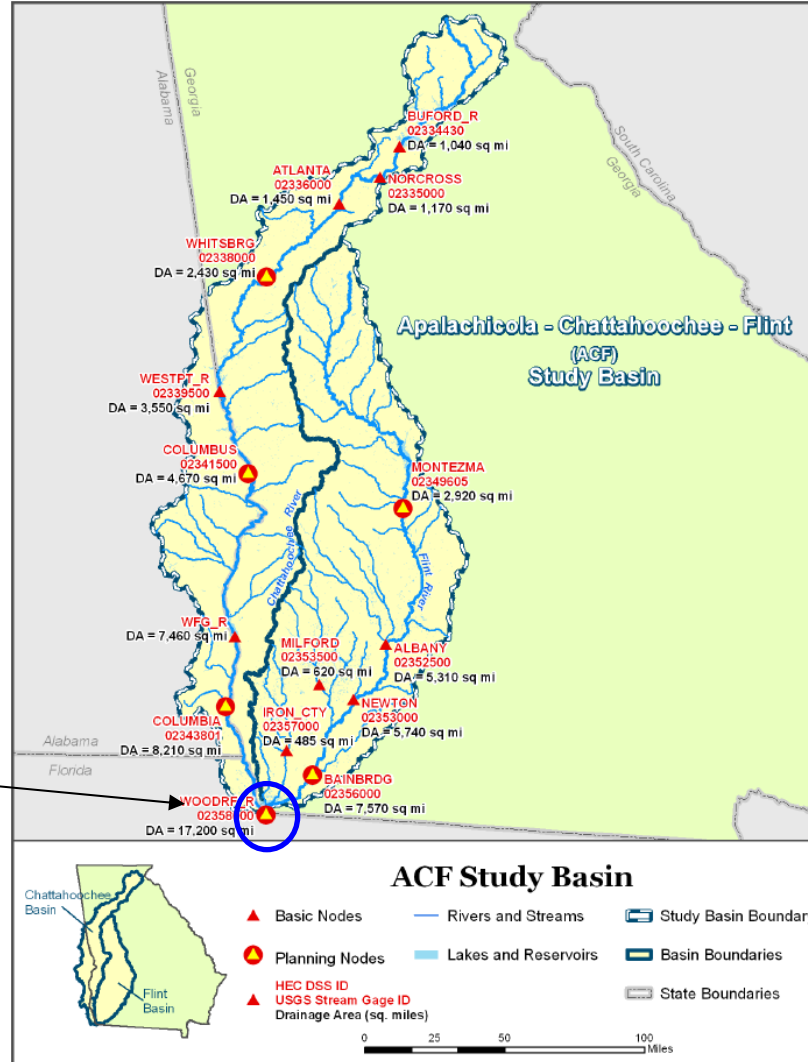 Georgia
Alabama
South Carolina
Georgia
BUFORD_R
02334430
DA = 1,040 sq mi
ATLANTA
02336000
DA = 1,450 sq mi
NORCROSS
02335000
DA = 1,170 sq mi
WHITSBRG
02338000
DA = 2,430 sq mi
Apalachicola - Chattahoochee - Flint
(ACF)
Study Basin
WESTPT_R
02339500
DA = 3,550 sq mi
COLUMBUS
02341500
DA = 4,670 sq mi
MONTEZMA
02349605
DA = 2,920 sq mi
Chattahoochee River
Flint River
WFG_R
DA = 7,460 sq mi
MILFORD
02353500
DA = 620 sq mi
ALBANY
02352500
DA = 5,310 sq mi
IRON_CTY
02357000
DA = 485 sq mi
NEWTON
02353000
DA = 5,740 sq mi
COLUMBIA
02343801
DA = 8,210 sq mi
Alabama
Florida
BAINBRDG
02356000
DA = 7,570 sq mi
DA = 17,200 sq mi
ACF Study Basin
Chattahoochee
Basin
Flint
Basin
Basic Nodes
Planning Nodes
HEC DSS ID
USGS Stream Gage ID
Drainage Area (sq. miles)
Rivers and Streams
Lakes and Reservoirs
Study Basin Boundar
Basin Boundaries
State Boundaries
0 25 50 100
Miles